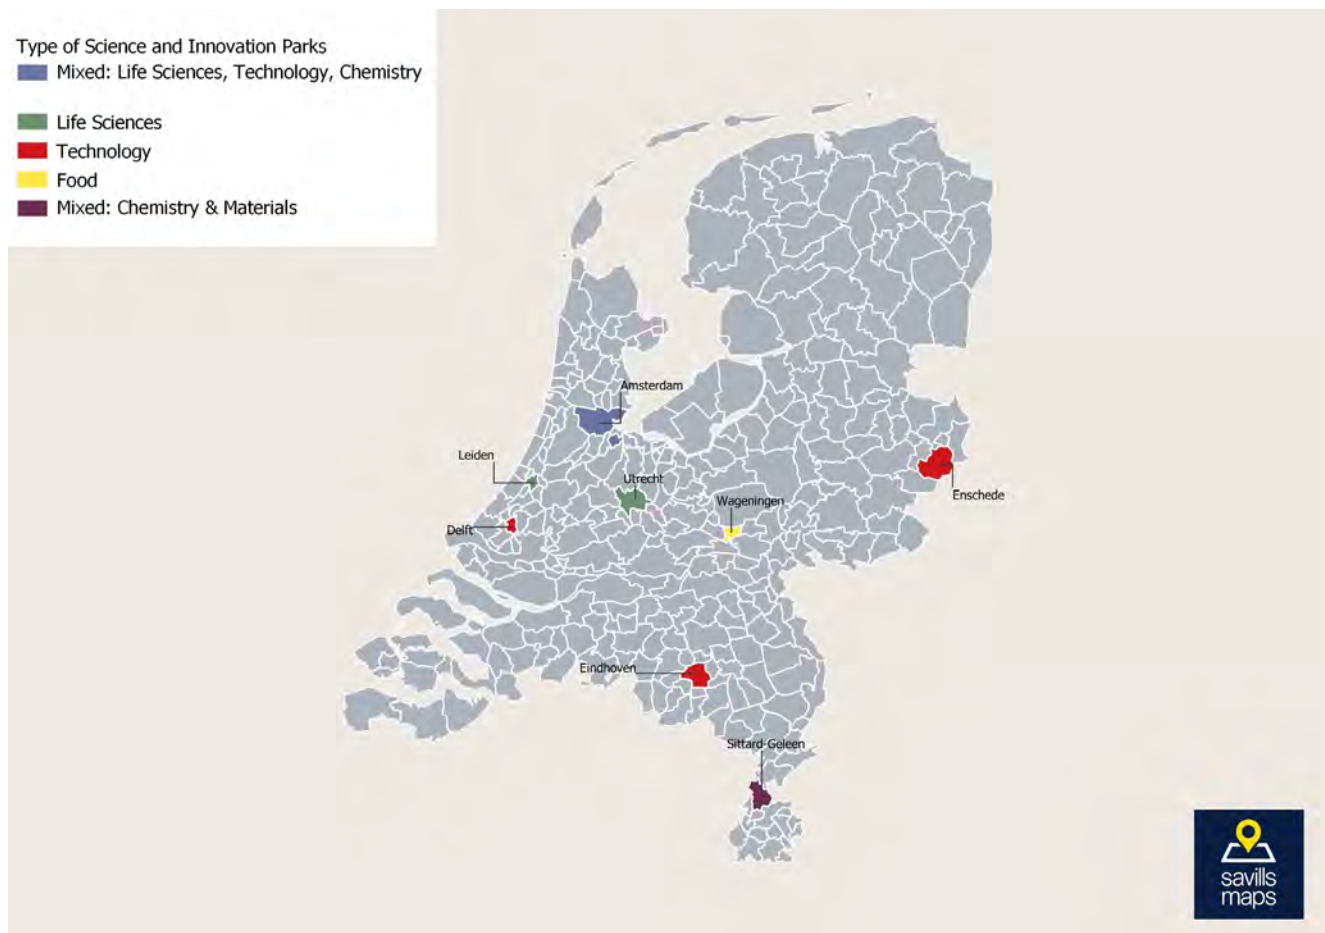 Type of Science and Innovation Parks
Mixed: Life Sciences, Technology, Chemistry
Life Sciences
Technology
Food
Mixed: Chemistry & Materials
Amsterdam
Leiden
Utrecht
Wageningen
Enschede
Delft
Eindhoven
Sittard-Geleen
savills
maps